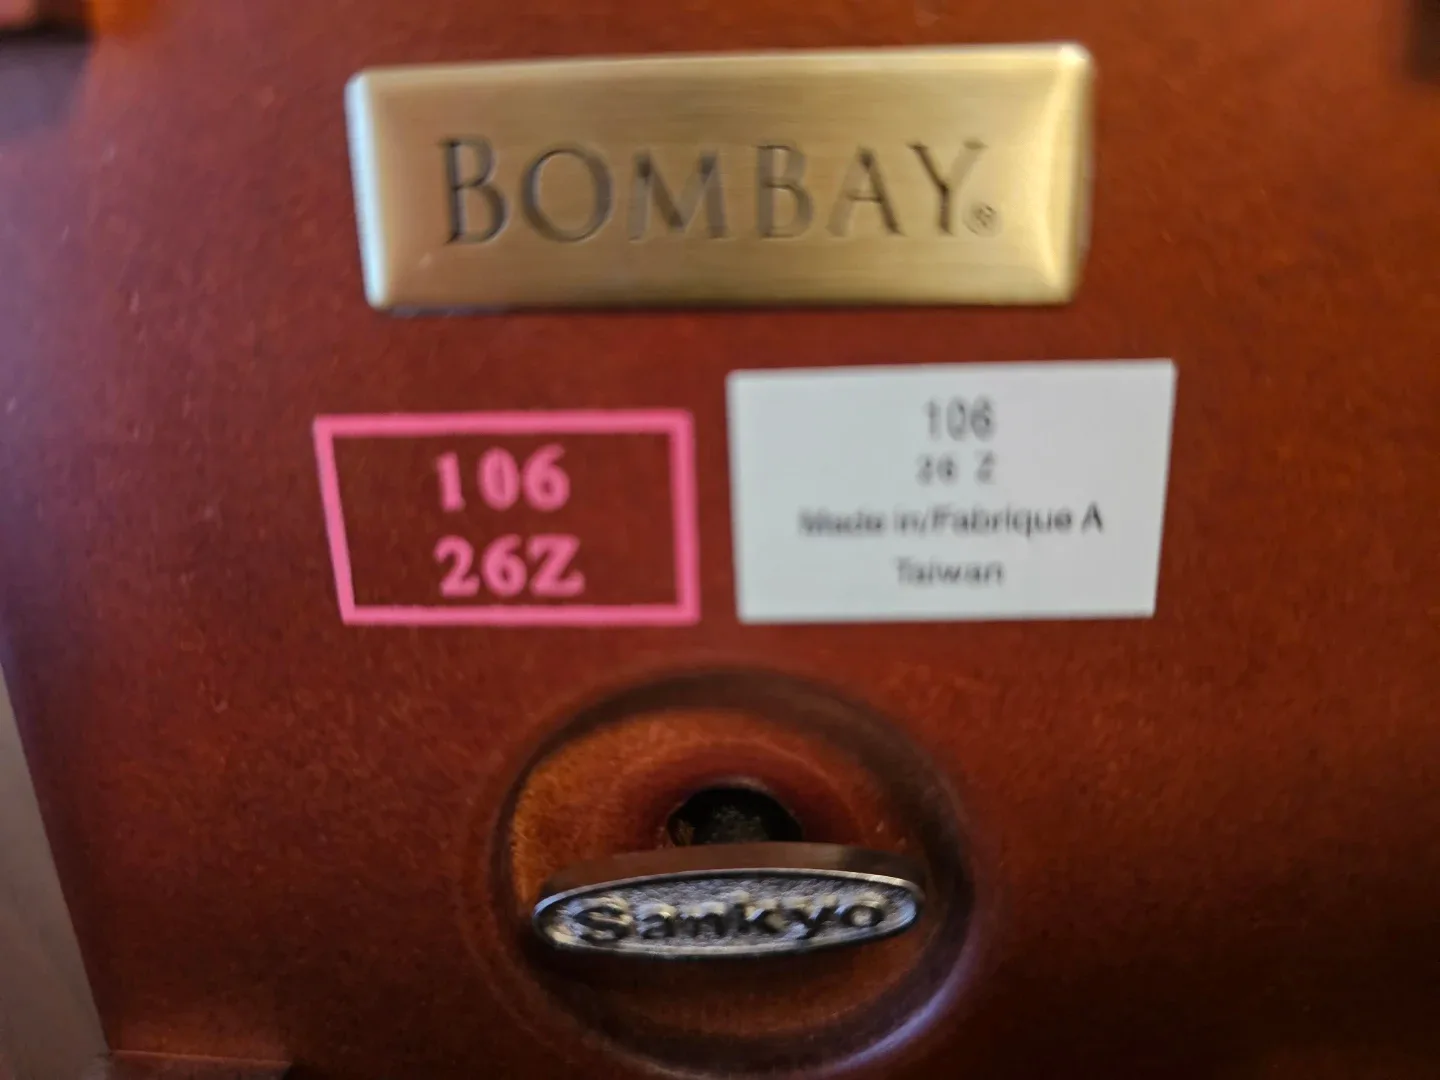 BOMBAY®
106
26Z
106
26 Z
Made in/Fabrique A
Taiwan
Sankyo